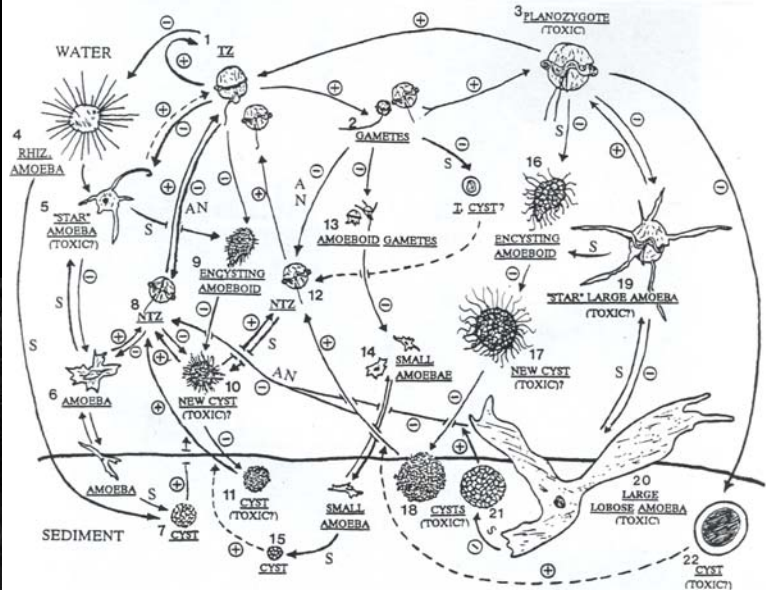 3 PLANOZYGOTE
(TOXIC)
1
TZ
WATER
2
GAMETES
4
RHIZ.
AMOEBA
S
16
S
5
"STAR"
AMOEBA
(TOXIC?)
AN
A
N
I. CYST?
13
AMOEBOID GAMETES
ENCYSTING
AMOEBOID
S
S
9
ENCYSTING
AMOEBOID
12
19
"STAR" LARGE AMOEBA
(TOXIC?)
8
NTZ
NTZ
S
S
S
17
NEW CYST
(TOXIC)?
14
SMALL
AMOEBAE
AN
10
NEW CYST
(TOXIC)?
S
6 AMOEBA
AMOEBA
S
11
CYST
(TOXIC?)
SMALL
AMOEBA
18
CYSTS
(TOXIC?)
21
20
LARGE
LOBOSE AMOEBA
(TOXIC)
S
SEDIMENT
7 CYST
15
CYST
S
22
CYST
(TOXIC?)